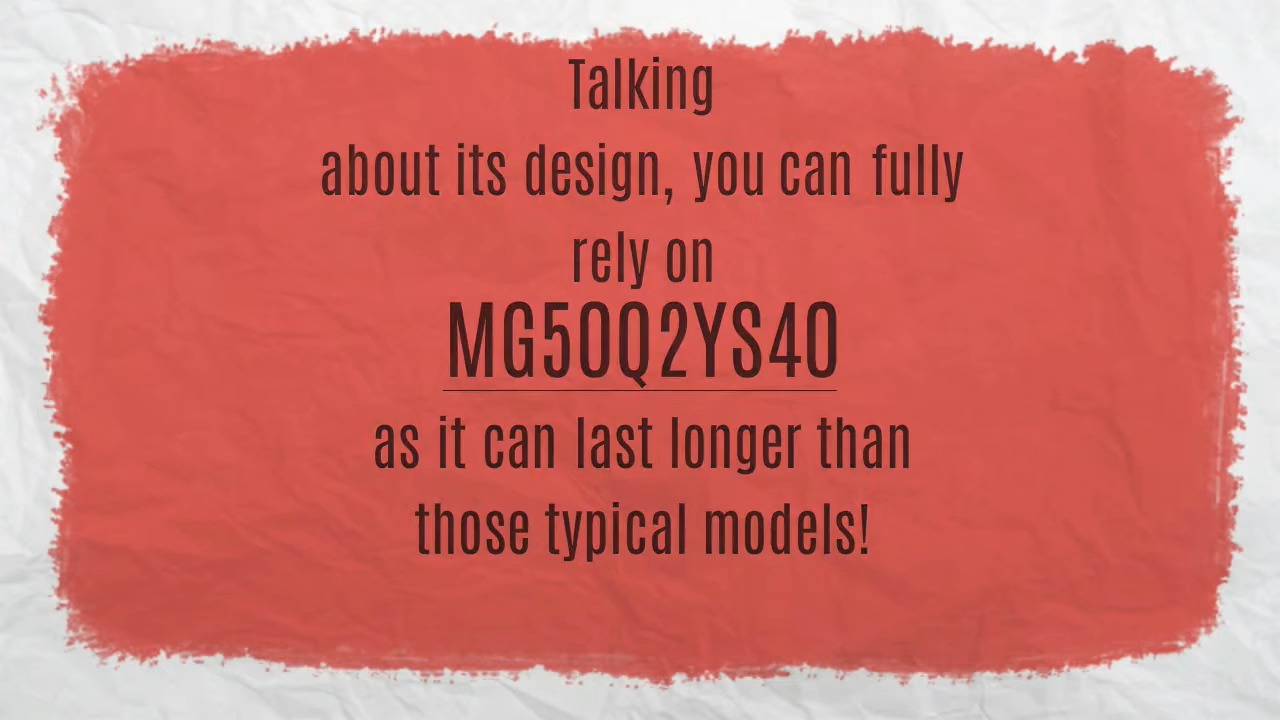 Talking
about its design, you can fully
rely on
MG50Q2YS40
as it can last longer than
those typical models!